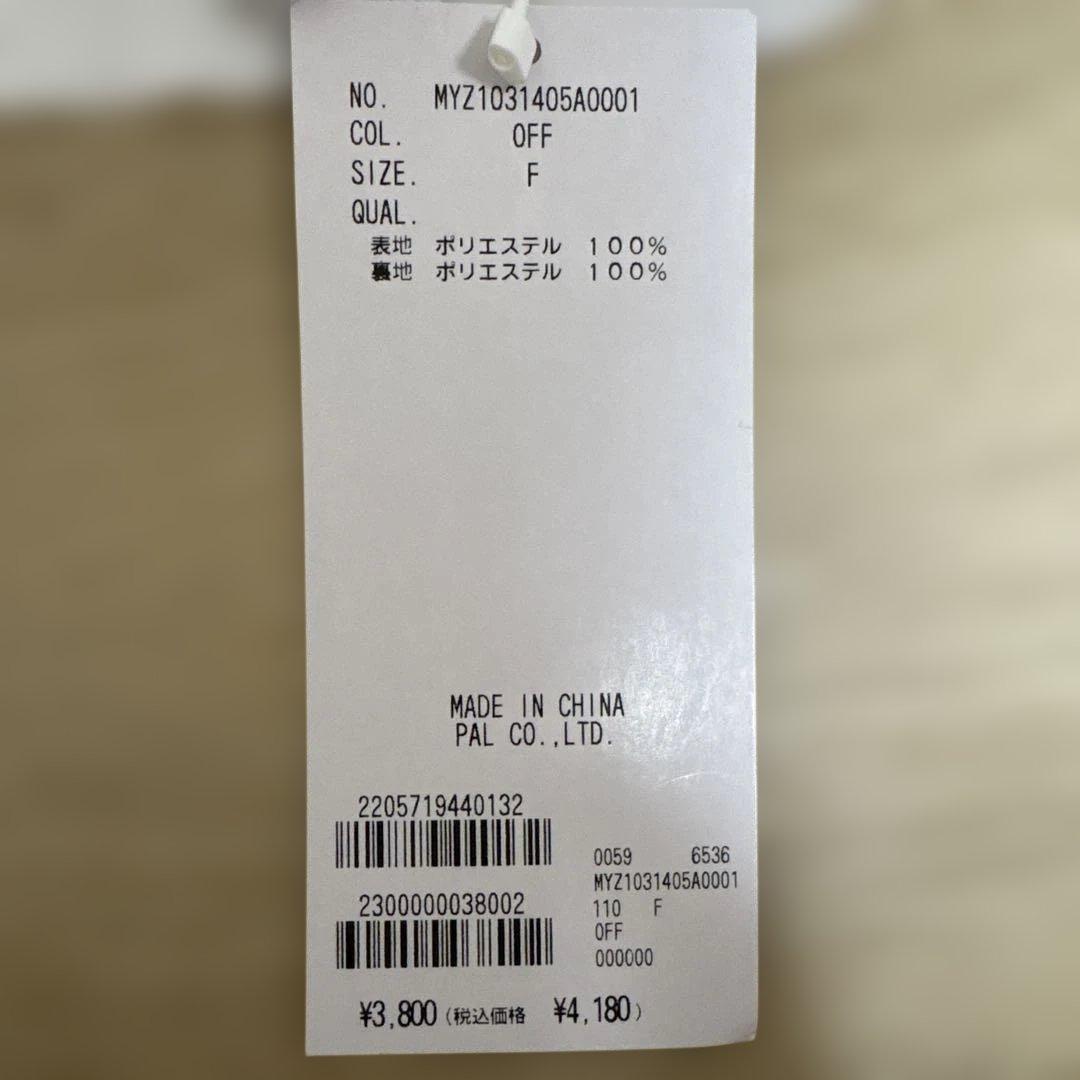 NO. MYZ1031405A0001
COL. OFF
SIZE. F
QUAL.
表地 ポリエステル 100%
裏地 ポリエステル 100%
MADE IN CHINA
PAL CO.,LTD.
2205719440132
2300000038002
0059 6536
MYZ1031405A0001
110 F
OFF
000000
¥3,800(税込価格 ¥4,180)